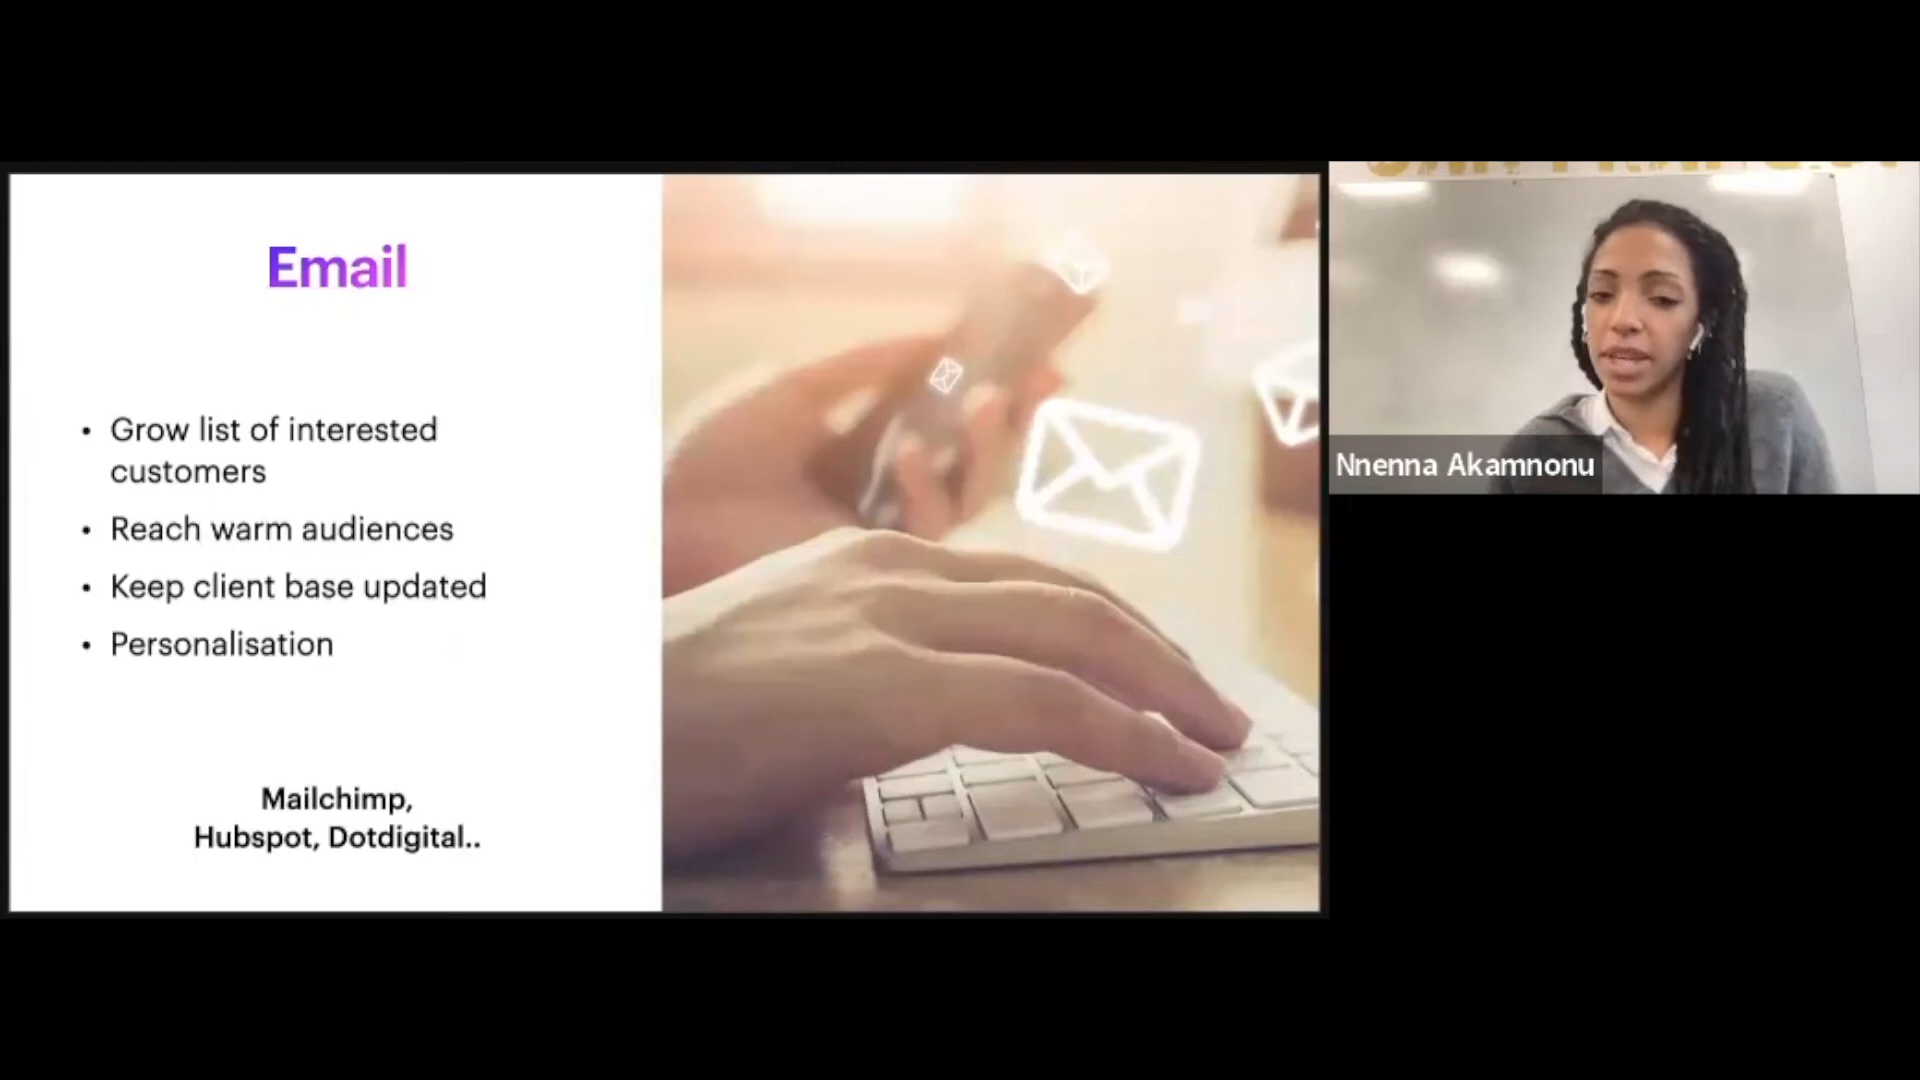 Email
• Grow list of interested
customers
• Reach warm audiences
• Keep client base updated
• Personalisation
Mailchimp,
Hubspot, Dotdigital..
Nnenna Akamnonu